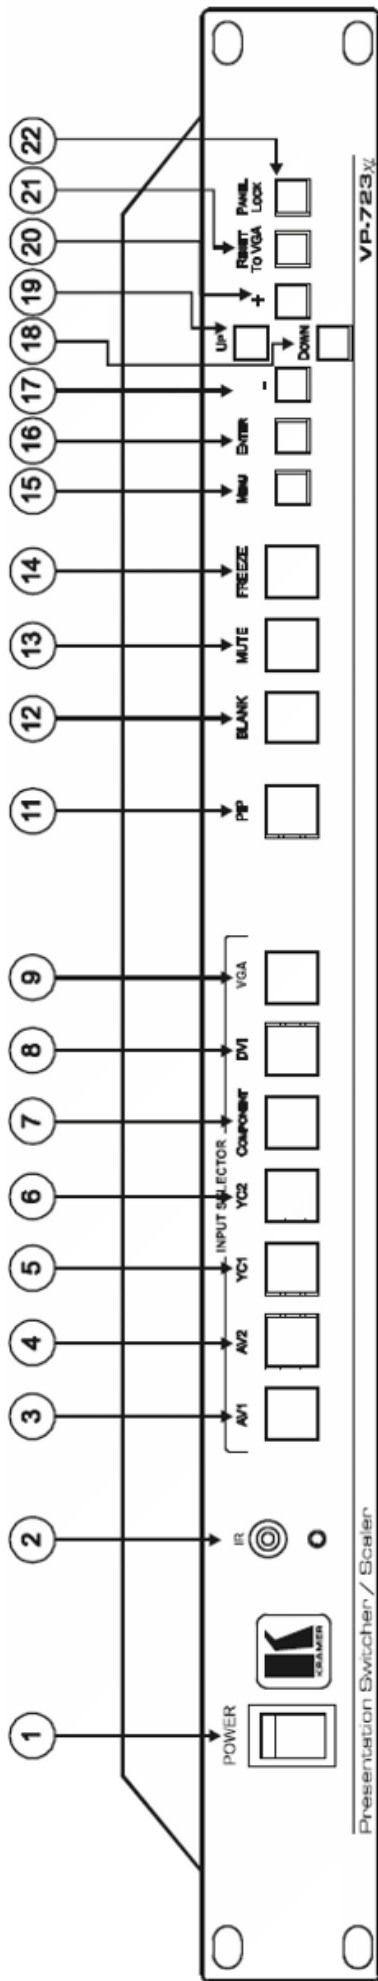 1 2 3 4 5 6 7 8 9 11 12 13 14 15 16 17 18 19 20 21 22
POWER
IR
INPUT SELECTOR
AV1 AV2 YC1 YC2 COMPONENT DVI VGA
PIP
BLANK MUTE FREEZE
MENU ENTER - + 
UP
DOWN
RESET
TO VGA
PANEL
LOCK
KRAMER
Presentation Switcher / Scaler
VP-723xl